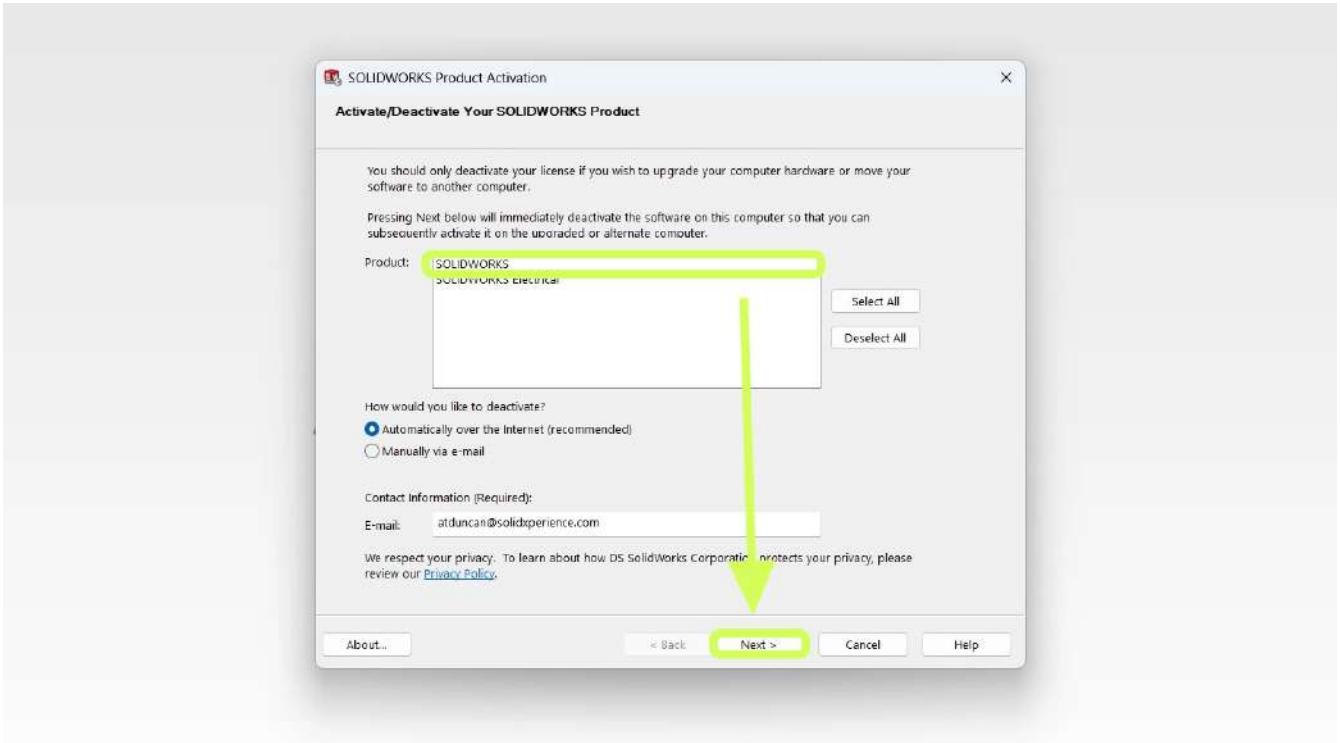 SOLIDWORKS Product Activation
Activate/Deactivate Your SOLIDWORKS Product
You should only deactivate your license if you wish to upgrade your computer hardware or move your
software to another computer.
Pressing Next below will immediately deactivate the software on this computer so that you can
subsequently activate it on the upgraded or alternate computer.
Product: SOLIDWORKS
SOLIDWORKS Electrical
Select All
Deselect All
How would you like to deactivate?
Automatically over the Internet (recommended)
Manually via e-mail
Contact Information (Required):
E-mail: atduncan@solidxperience.com
We respect your privacy. To learn about how DS SolidWorks Corporation protects your privacy, please
review our Privacy Policy.
About... < Back Next > Cancel Help